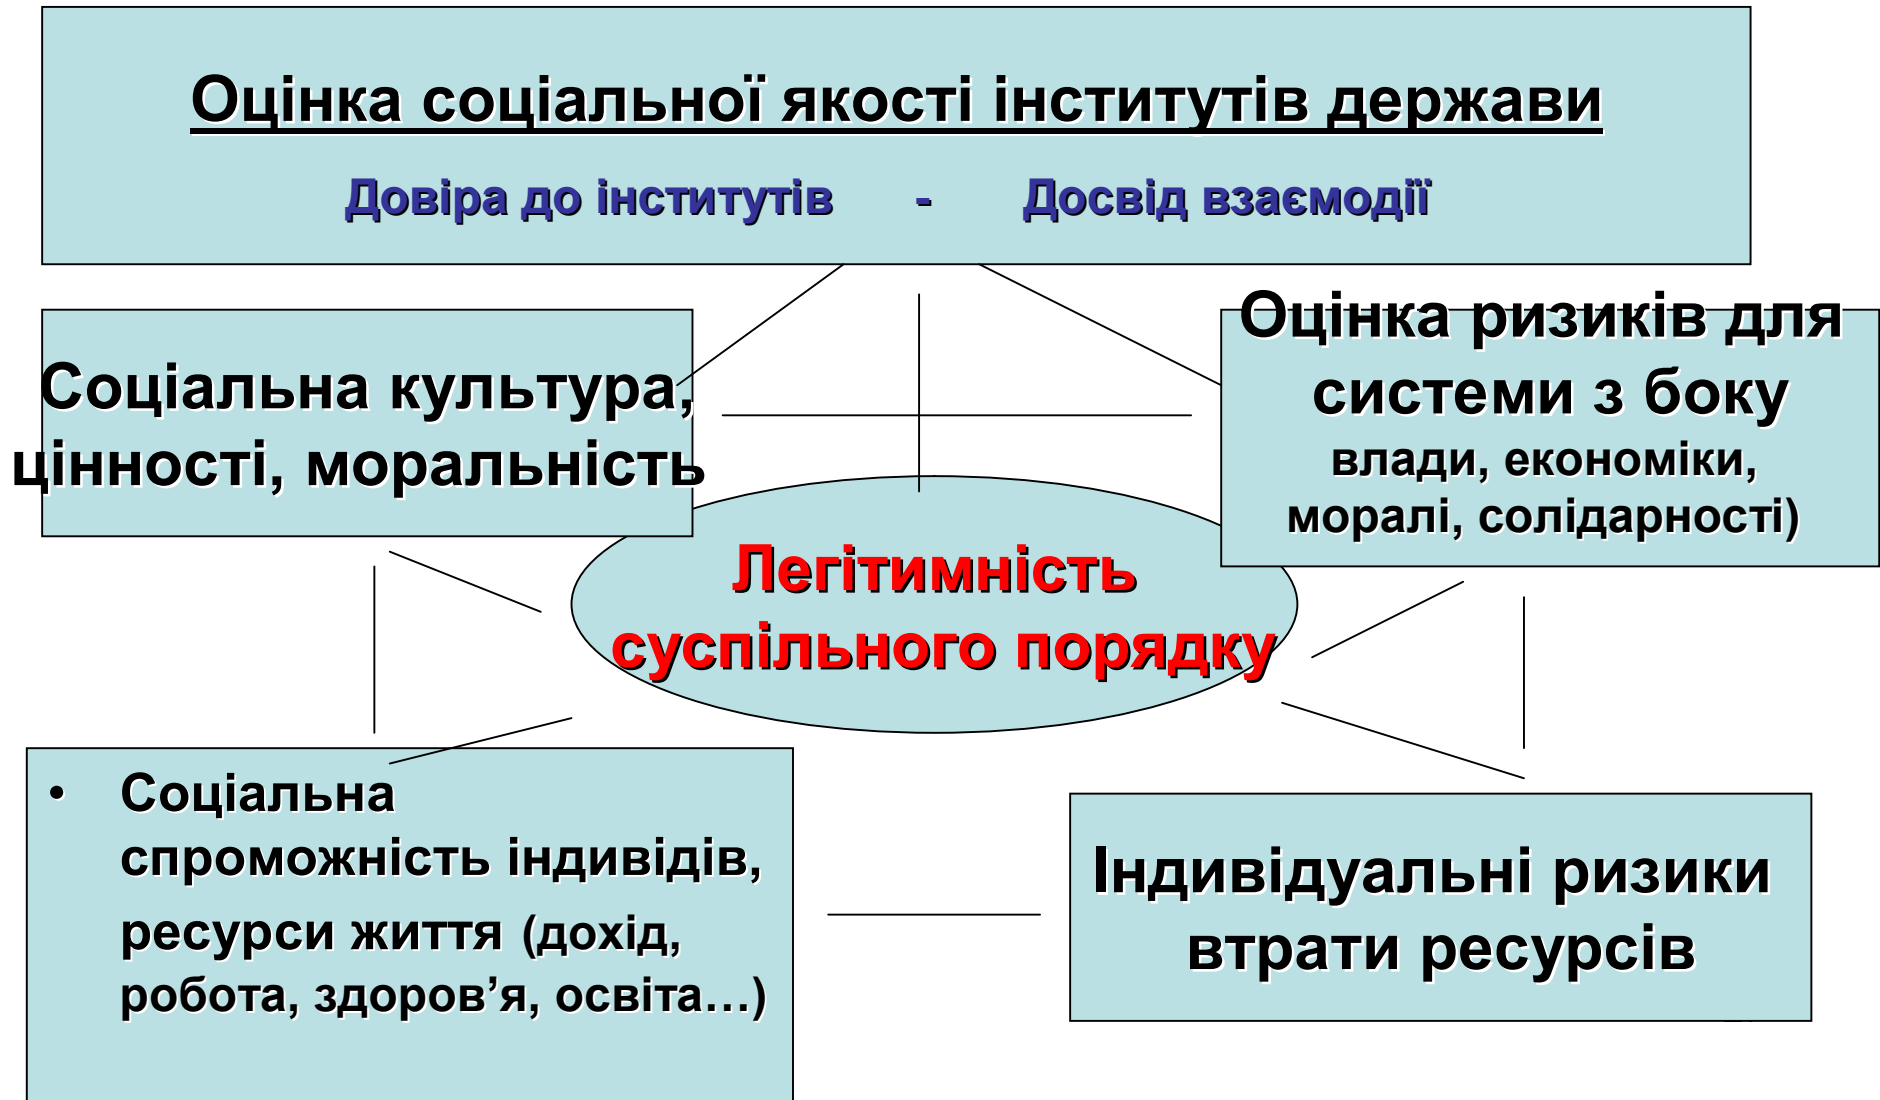 Оцінка соціальної якості інститутів держави
Довіра до інститутів - Досвід взаємодії
Соціальна культура,
цінності, моральність
Оцінка ризиків для
системи з боку
влади, економіки,
моралі, солідарності)
Легітимність
суспільного порядку
• Соціальна
спроможність індивідів,
ресурси життя (дохід,
робота, здоров’я, освіта…)
Індивідуальні ризики
втрати ресурсів